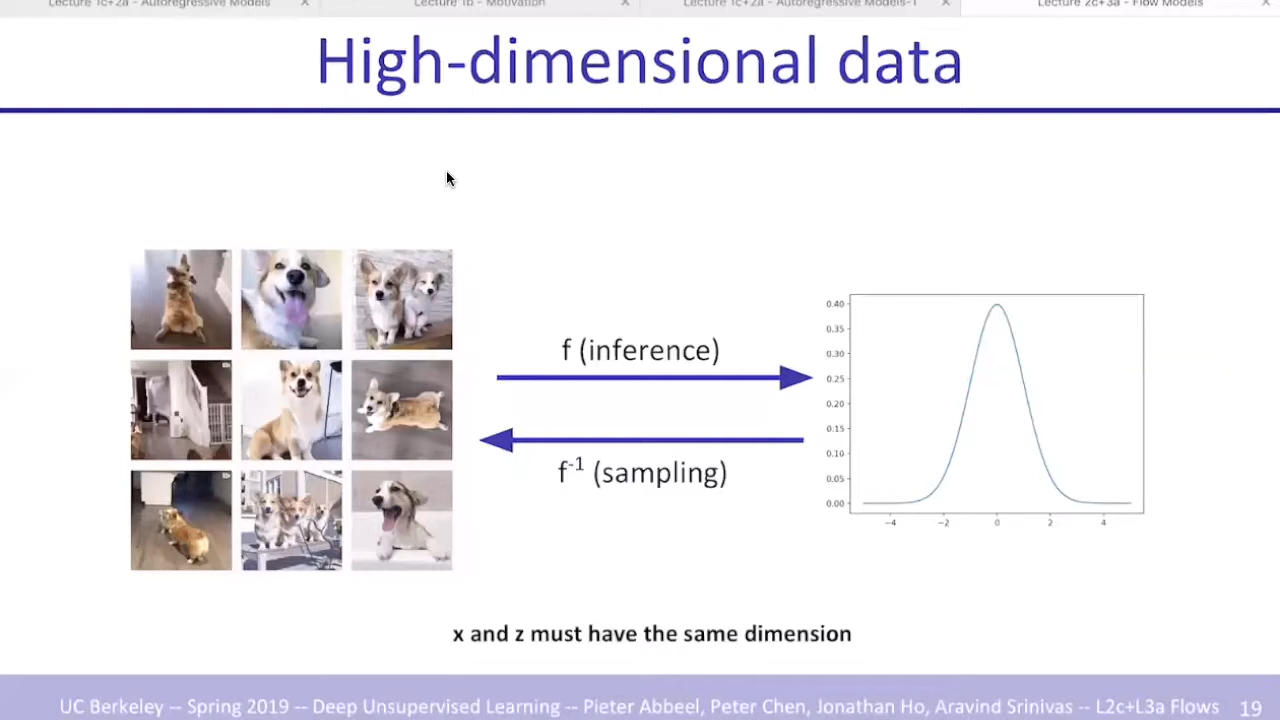 Lecture 1c+2a - Autoregressive Models
Lecture 1b - Motivation
Lecture 1c+2a - Autoregressive Models-1
Lecture 2c+3a - Flow Models
High-dimensional data
f (inference)
f-1 (sampling)
0.40
0.35
0.30
0.25
0.20
0.15
0.10
0.05
0.00
−4 −2 0 2 4
x and z must have the same dimension
UC Berkeley -- Spring 2019 -- Deep Unsupervised Learning -- Pieter Abbeel, Peter Chen, Jonathan Ho, Aravind Srinivas -- L2c+L3a Flows 19